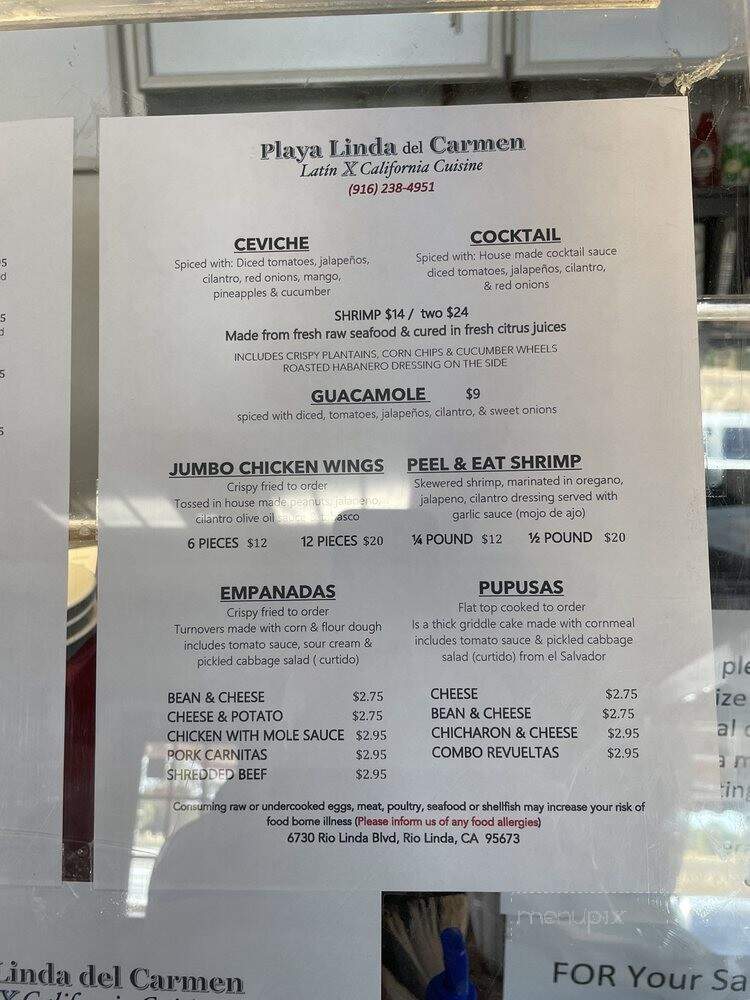 Playa Linda del Carmen
Latin X California Cuisine
(916) 238-4951
CEVICHE
Spiced with: Diced tomatoes, jalapeños,
cilantro, red onions, mango,
pineapples & cucumber
COCKTAIL
Spiced with: House made cocktail sauce
diced tomatoes, jalapeños, cilantro,
& red onions
SHRIMP $14 / two $24
Made from fresh raw seafood & cured in fresh citrus juices
INCLUDES CRISPY PLANTAINS, CORN CHIPS & CUCUMBER WHEELS
ROASTED HABANERO DRESSING ON THE SIDE
GUACAMOLE $9
spiced with diced, tomatoes, jalapeños, cilantro, & sweet onions
JUMBO CHICKEN WINGS
Crispy fried to order
Tossed in house made peanuts, jalapeno,
cilantro olive oil sauce
6 PIECES $12 12 PIECES $20
PEEL & EAT SHRIMP
Skewered shrimp, marinated in oregano,
jalapeno, cilantro dressing served with
garlic sauce (mojo de ajo)
¼ POUND $12 ½ POUND $20
EMPANADAS
Crispy fried to order
Turnovers made with corn & flour dough
includes tomato sauce, sour cream &
pickled cabbage salad ( curtido)
BEAN & CHEESE $2.75
CHEESE & POTATO $2.75
CHICKEN WITH MOLE SAUCE $2.95
PORK CARNITAS $2.95
SHREDDED BEEF $2.95
PUPUSAS
Flat top cooked to order
Is a thick griddle cake made with cornmeal
includes tomato sauce & pickled cabbage
salad (curtido) from el Salvador
CHEESE $2.75
BEAN & CHEESE $2.75
CHICHARON & CHEESE $2.95
COMBO REVUELTAS $2.95
Consuming raw or undercooked eggs, meat, poultry, seafood or shellfish may increase your risk of
food borne illness (Please inform us of any food allergies)
6730 Rio Linda Blvd, Rio Linda, CA 95673
menupix
Linda del Carmen
FOR Your Sa